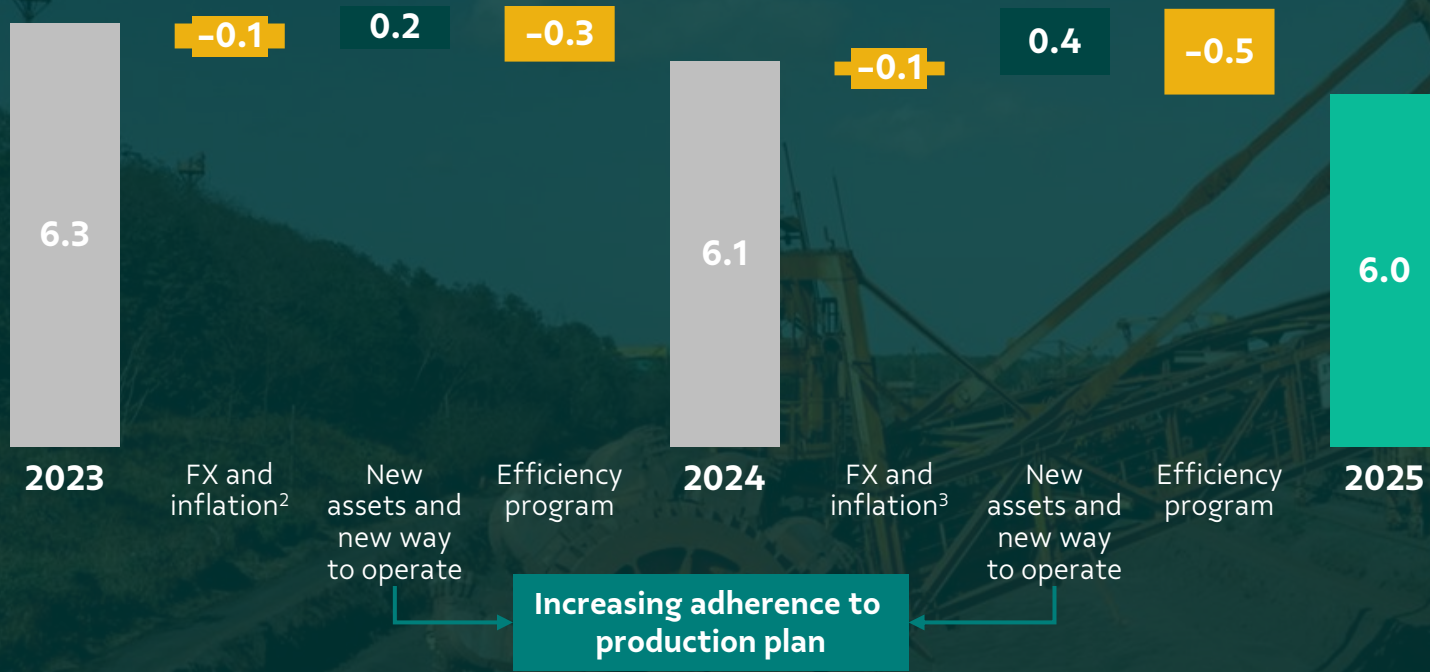 −0.1
0.2
−0.3
−0.1
0.4
−0.5
6.3
6.1
6.0
2023
FX and
inflation²
New
assets and
new way
to operate
Efficiency
program
2024
FX and
inflation³
New
assets and
new way
to operate
Efficiency
program
2025
Increasing adherence to
production plan